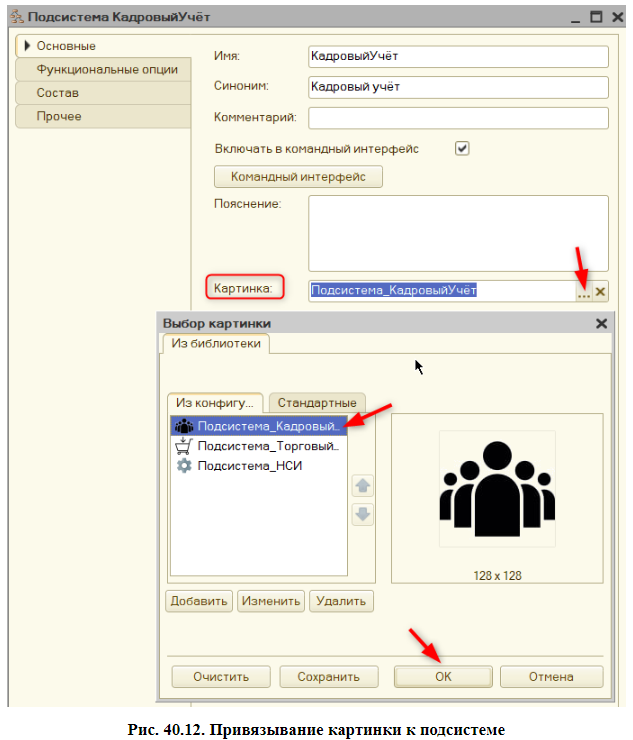 Подсистема КадровыйУчёт
Основные
Функциональные опции
Состав
Прочее
Имя:
КадровыйУчёт
Синоним:
Кадровый учёт
Комментарий:
Включать в командный интерфейс
Командный интерфейс
Пояснение:
Картинка:
Подсистема_КадровыйУчёт
...
Выбор картинки
Из библиотеки
Из конфигу...
Стандартные
Подсистема_Кадровый...
Подсистема_Торговый...
Подсистема_НСИ
128 x 128
Добавить
Изменить
Удалить
Очистить
Сохранить
ОК
Отмена
Рис. 40.12. Привязывание картинки к подсистеме